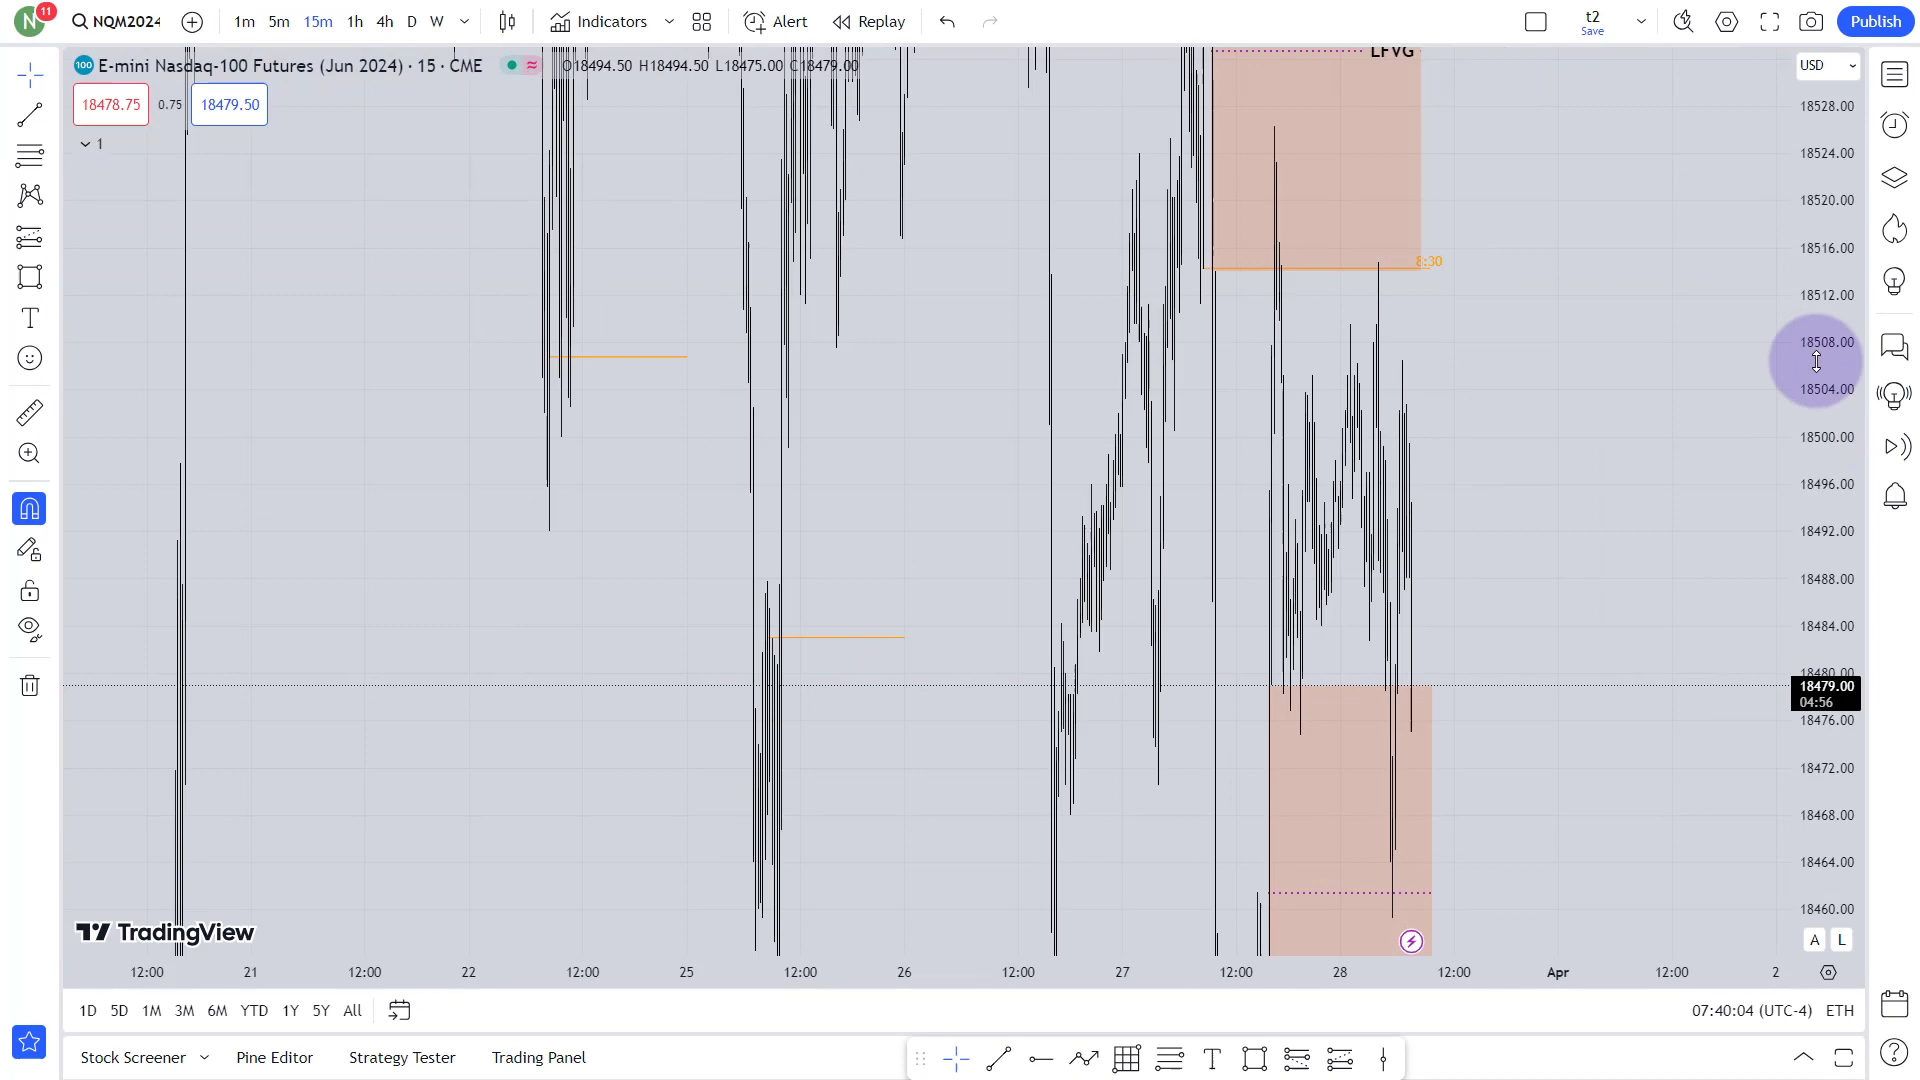 N 11 NQM2024 1m 5m 15m 1h 4h D W Indicators Alert Replay t2 Save Publish
100 E-mini Nasdaq-100 Futures (Jun 2024) · 15 · CME O18494.50 H18494.50 L18475.00 C18479.00 USD
18478.75 0.75 18479.50
1
LFVG
8:30
18528.00
18524.00
18520.00
18516.00
18512.00
18508.00
18504.00
18500.00
18496.00
18492.00
18488.00
18484.00
18480.00
18479.00
04:56
18476.00
18472.00
18468.00
18464.00
18460.00
TradingView
A L
12:00 21 12:00 22 12:00 25 12:00 26 12:00 27 12:00 28 12:00 Apr 12:00 2
1D 5D 1M 3M 6M YTD 1Y 5Y All 07:40:04 (UTC-4) ETH
Stock Screener Pine Editor Strategy Tester Trading Panel